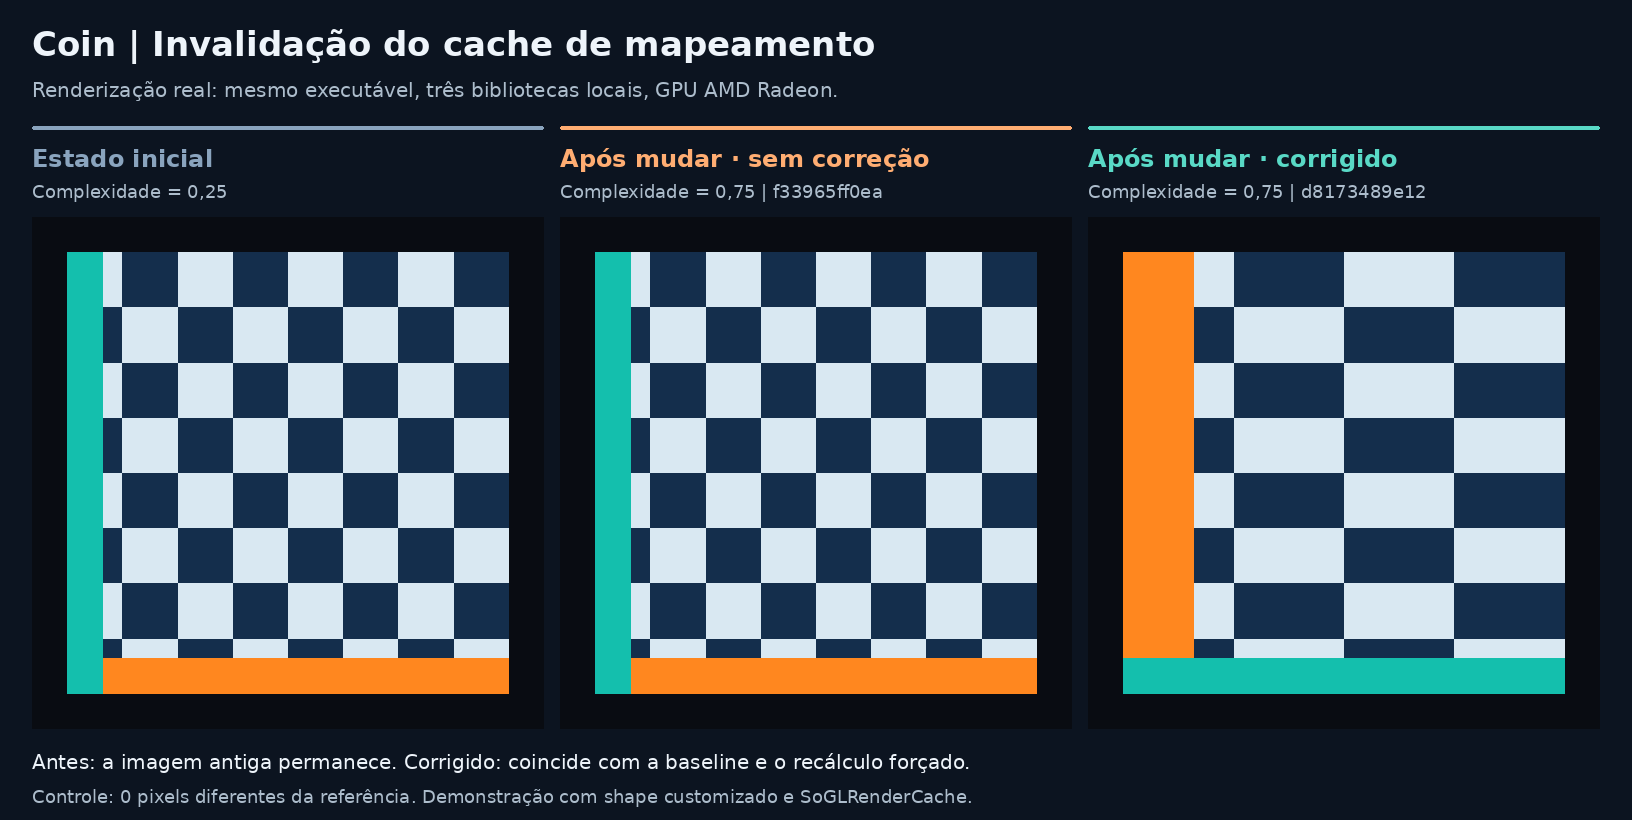 Coin | Invalidação do cache de mapeamento
Renderização real: mesmo executável, três bibliotecas locais, GPU AMD Radeon.
Estado inicial
Complexidade = 0,25
Após mudar · sem correção
Complexidade = 0,75 | f33965ff0ea
Após mudar · corrigido
Complexidade = 0,75 | d8173489e12
Antes: a imagem antiga permanece. Corrigido: coincide com a baseline e o recálculo forçado.
Controle: 0 pixels diferentes da referência. Demonstração com shape customizado e SoGLRenderCache.